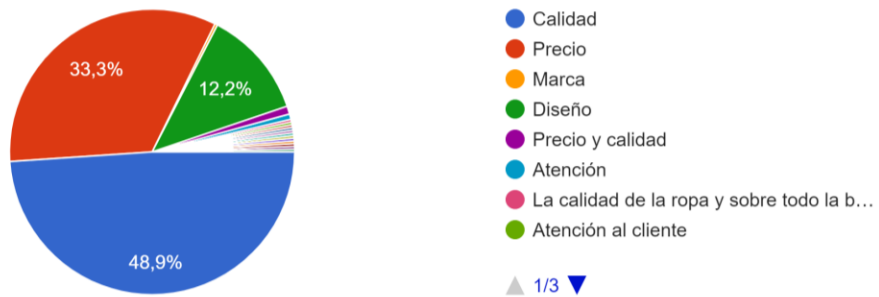 33,3%
12,2%
48,9%
Calidad
Precio
Marca
Diseño
Precio y calidad
Atención
La calidad de la ropa y sobre todo la b…
Atención al cliente
1/3